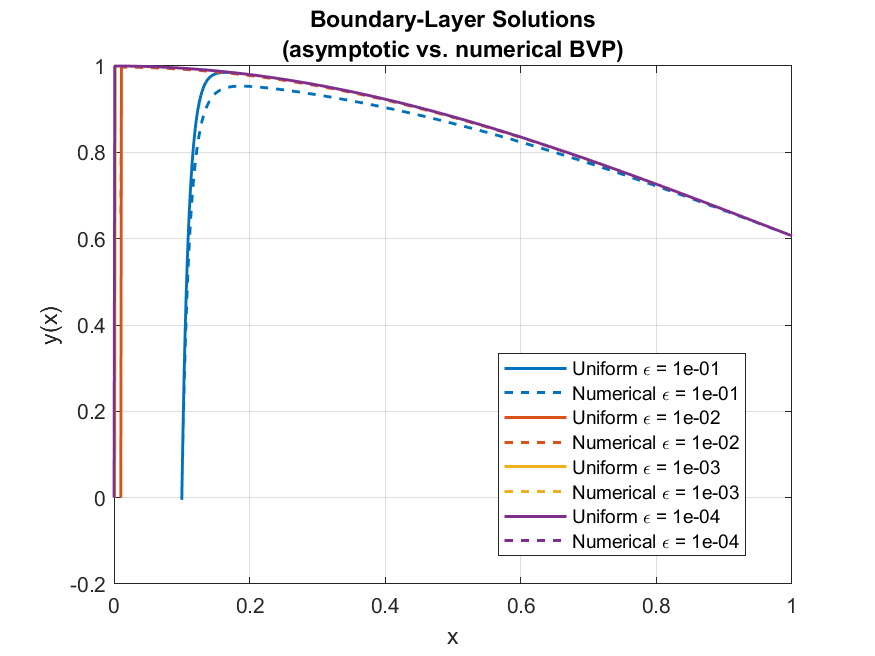 Boundary-Layer Solutions
(asymptotic vs. numerical BVP)
1
0.8
0.6
0.4
0.2
0
-0.2
y(x)
Uniform ϵ = 1e-01
Numerical ϵ = 1e-01
Uniform ϵ = 1e-02
Numerical ϵ = 1e-02
Uniform ϵ = 1e-03
Numerical ϵ = 1e-03
Uniform ϵ = 1e-04
Numerical ϵ = 1e-04
0 0.2 0.4 0.6 0.8 1
x